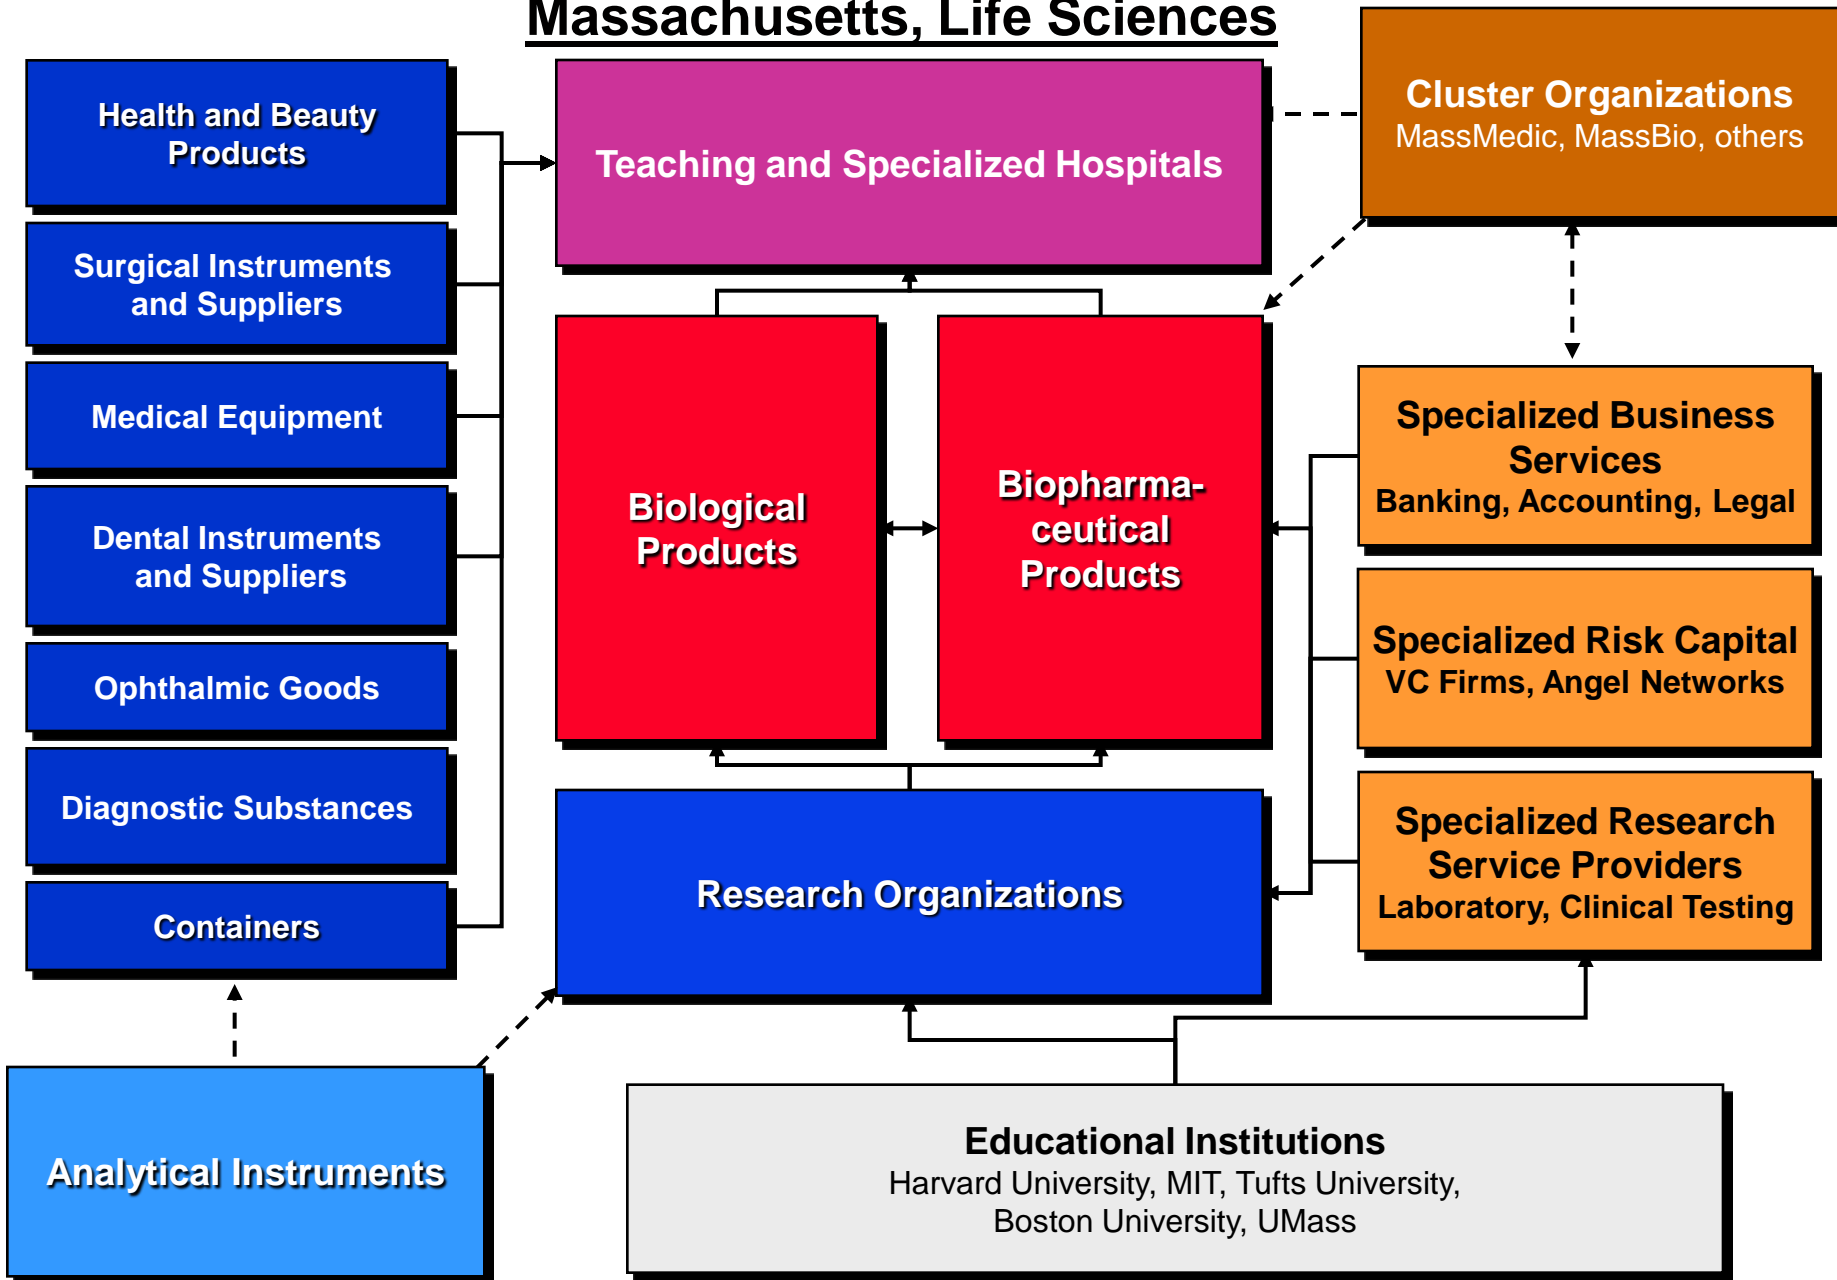 Massachusetts, Life Sciences
Health and Beauty
Products
Surgical Instruments
and Suppliers
Medical Equipment
Dental Instruments
and Suppliers
Ophthalmic Goods
Diagnostic Substances
Containers
Analytical Instruments
Teaching and Specialized Hospitals
Biological
Products
Biopharma-
ceutical
Products
Research Organizations
Educational Institutions
Harvard University, MIT, Tufts University,
Boston University, UMass
Cluster Organizations
MassMedic, MassBio, others
Specialized Business
Services
Banking, Accounting, Legal
Specialized Risk Capital
VC Firms, Angel Networks
Specialized Research
Service Providers
Laboratory, Clinical Testing